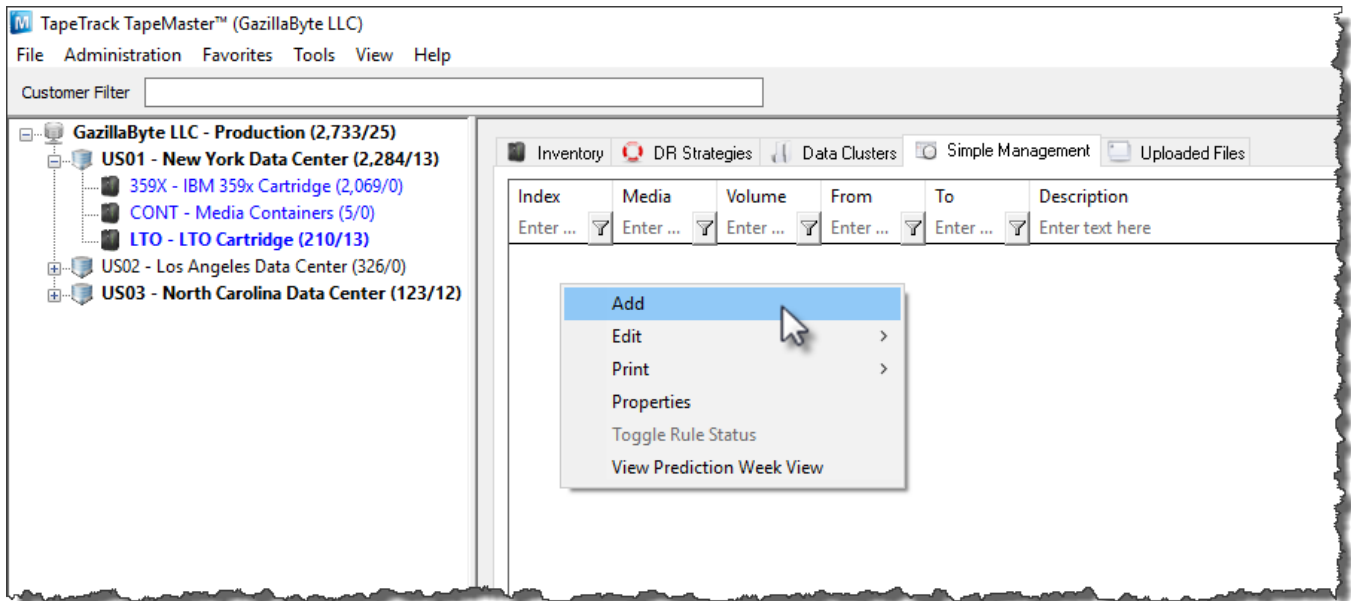 TapeTrack TapeMaster™ (GazillaByte LLC)
File Administration Favorites Tools View Help
Customer Filter
GazillaByte LLC - Production (2,733/25)
US01 - New York Data Center (2,284/13)
359X - IBM 359x Cartridge (2,069/0)
CONT - Media Containers (5/0)
LTO - LTO Cartridge (210/13)
US02 - Los Angeles Data Center (326/0)
US03 - North Carolina Data Center (123/12)
Inventory DR Strategies Data Clusters Simple Management Uploaded Files
Index Media Volume From To Description
Enter ... Enter ... Enter ... Enter ... Enter ... Enter text here
Add
Edit
Print
Properties
Toggle Rule Status
View Prediction Week View